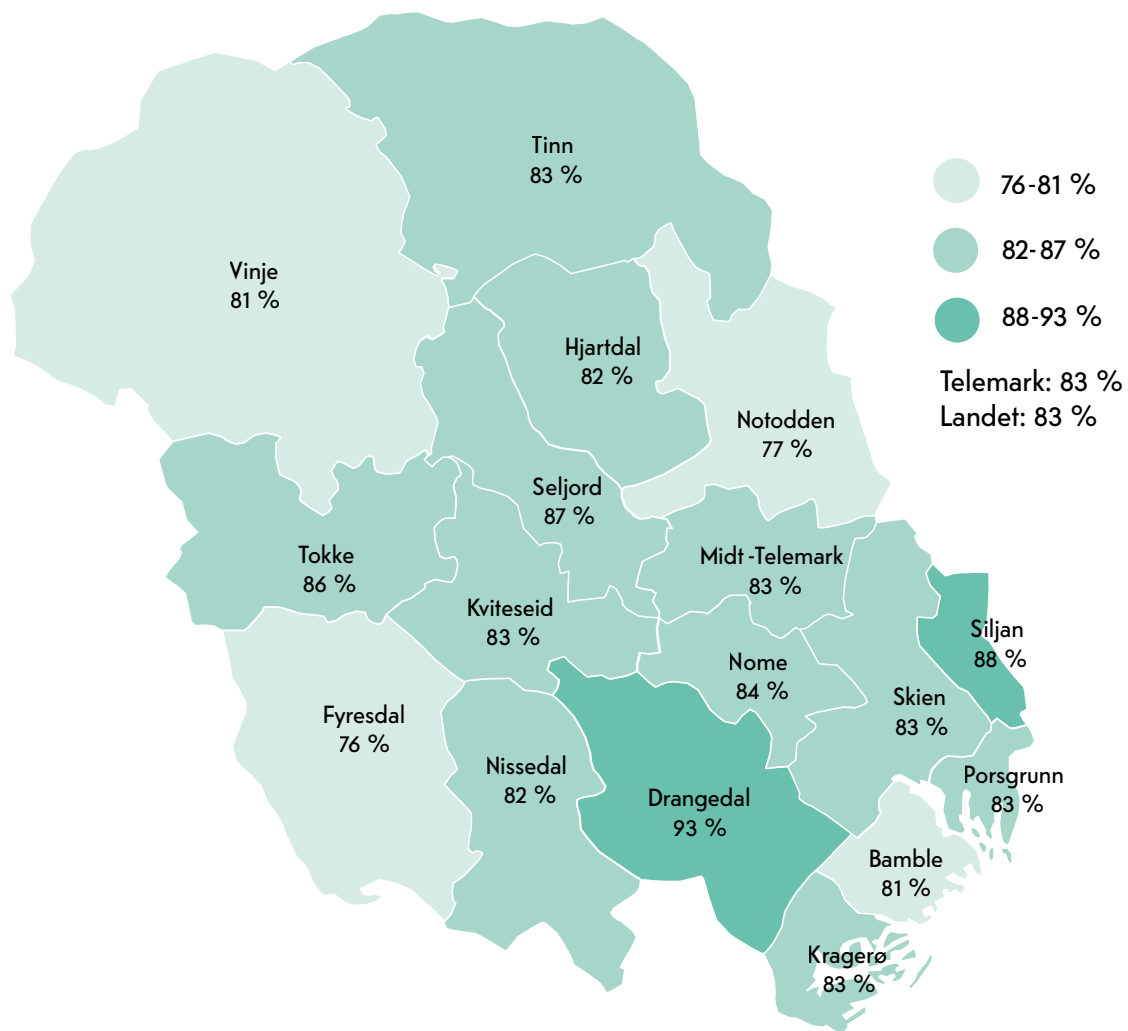 Tinn
83 %
76-81 %
82-87 %
88-93 %
Telemark: 83 %
Landet: 83 %
Vinje
81 %
Hjartdal
82 %
Notodden
77 %
Seljord
87 %
Tokke
86 %
Midt-Telemark
83 %
Kviteseid
83 %
Siljan
88 %
Nome
84 %
Skien
83 %
Fyresdal
76 %
Nissedal
82 %
Drangedal
93 %
Porsgrunn
83 %
Bamble
81 %
Kragerø
83 %